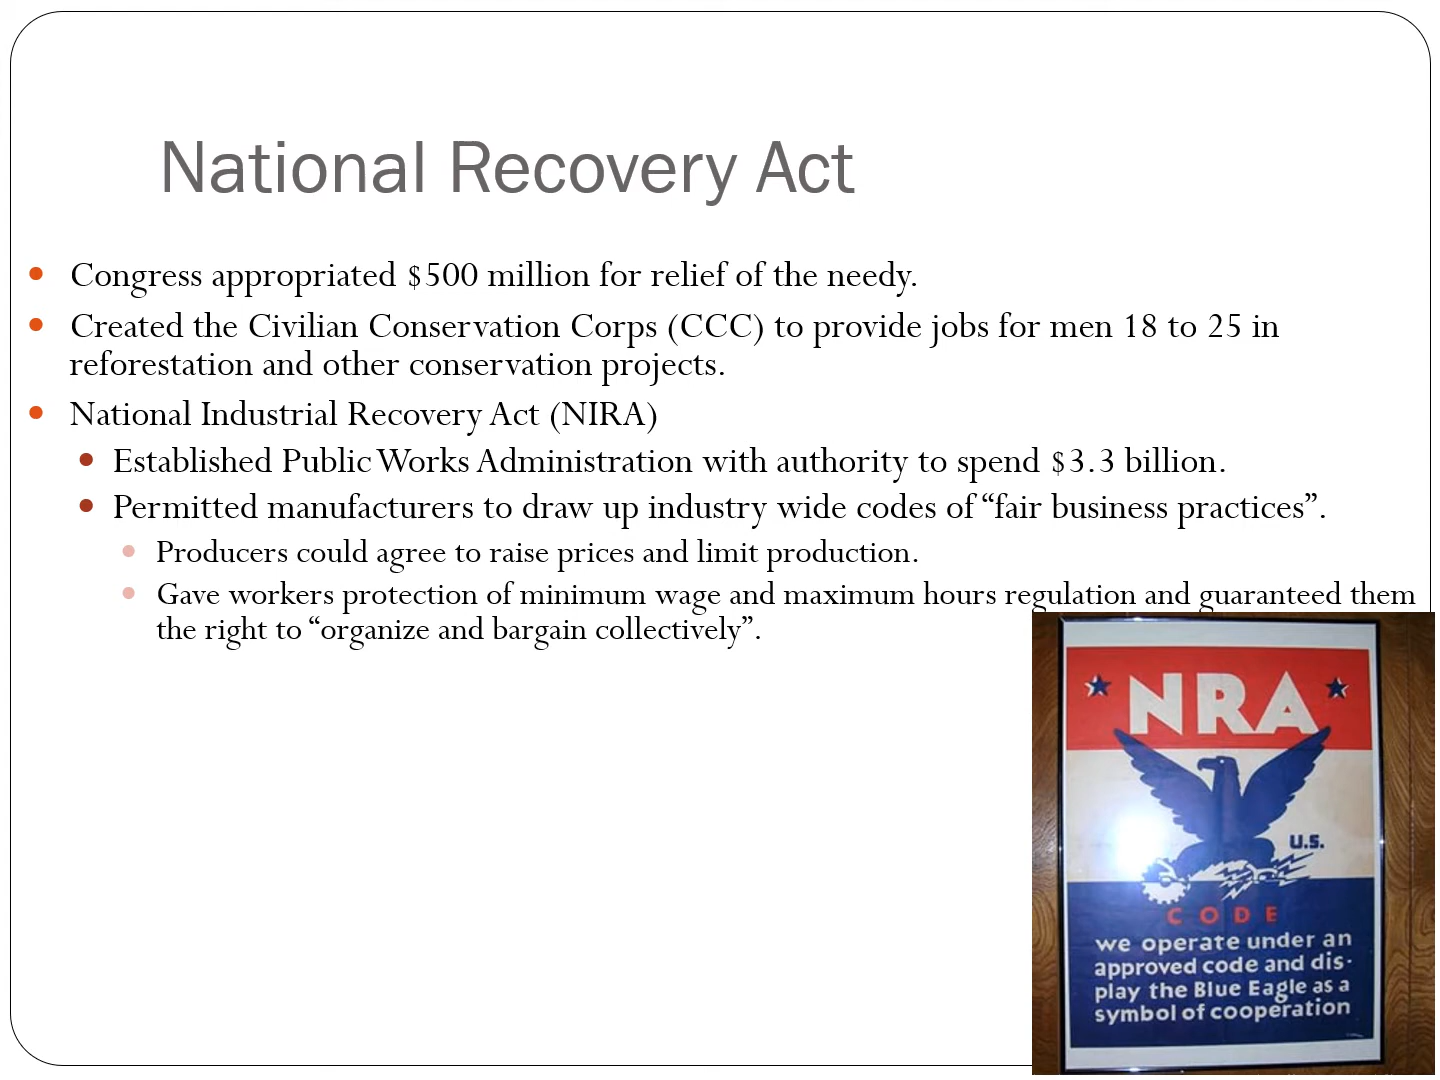 National Recovery Act
Congress appropriated $500 million for relief of the needy.
Created the Civilian Conservation Corps (CCC) to provide jobs for men 18 to 25 in
reforestation and other conservation projects.
National Industrial Recovery Act (NIRA)
Established Public Works Administration with authority to spend $3.3 billion.
Permitted manufacturers to draw up industry wide codes of “fair business practices”.
Producers could agree to raise prices and limit production.
Gave workers protection of minimum wage and maximum hours regulation and guaranteed them
the right to “organize and bargain collectively”.
NRA
U.S.
CODE
we operate under an
approved code and dis-
play the Blue Eagle as a
symbol of cooperation